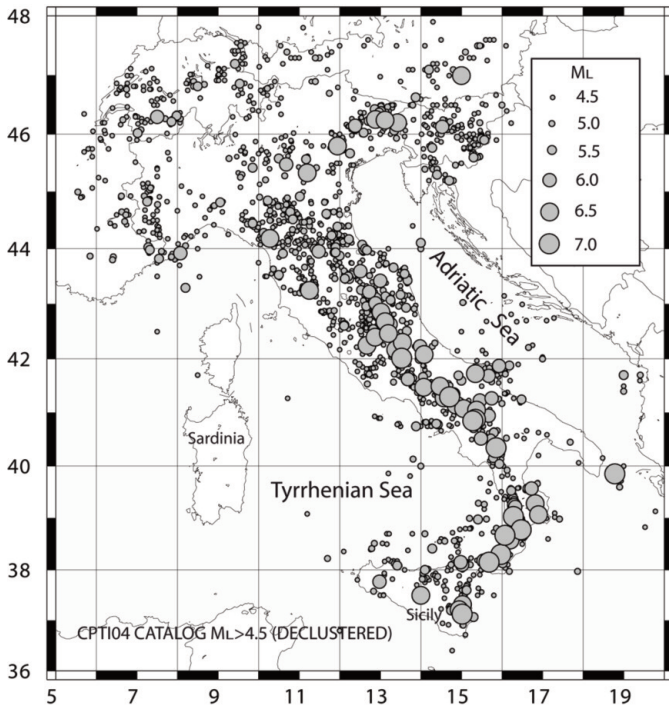 48
46
44
42
40
38
36
ML
4.5
5.0
5.5
6.0
6.5
7.0
Adriatic Sea
Sardinia
Tyrrhenian Sea
Sicily
CPTI04 CATALOG ML>4.5 (DECLUSTERED)
5 7 9 11 13 15 17 19